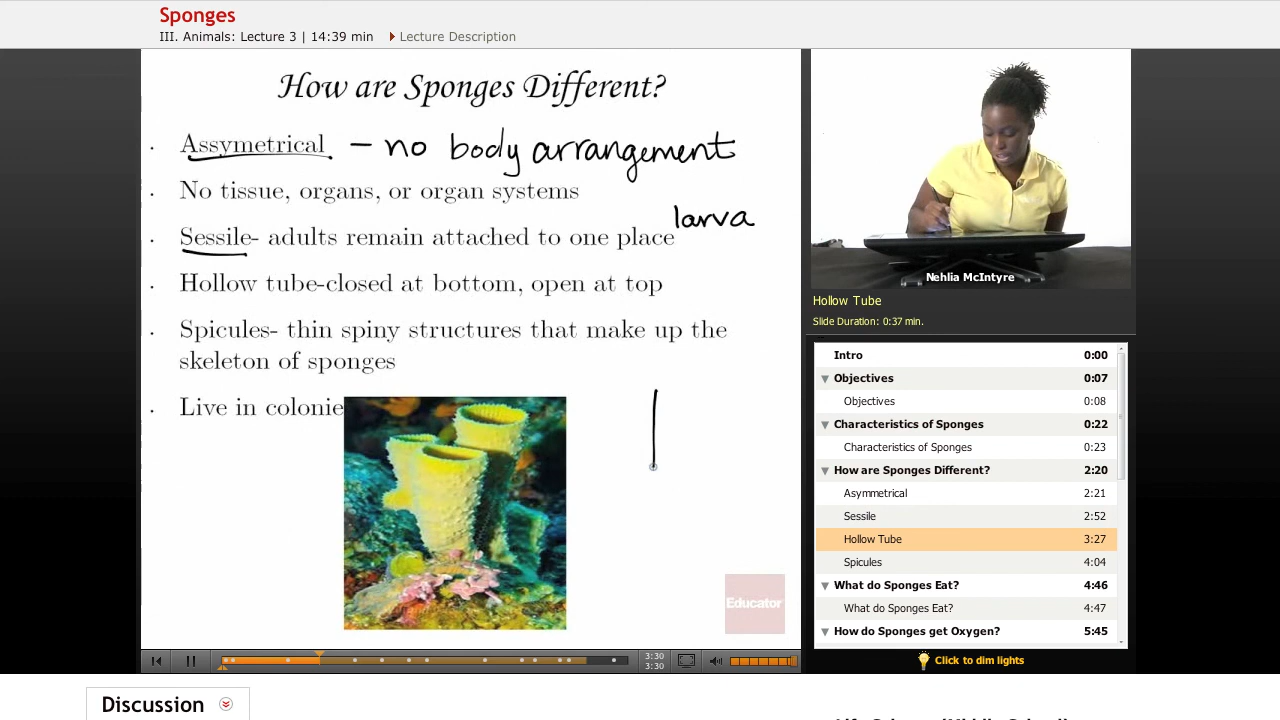 Sponges
III. Animals: Lecture 3 | 14:39 min Lecture Description
How are Sponges Different?
Assymetrical – no body arrangement
No tissue, organs, or organ systems
larva
Sessile- adults remain attached to one place
Hollow tube-closed at bottom, open at top
Spicules- thin spiny structures that make up the
skeleton of sponges
Live in colonie
Educator
3:30
3:30
Nehlia McIntyre
Hollow Tube
Slide Duration: 0:37 min.
Intro 0:00
Objectives 0:07
Objectives 0:08
Characteristics of Sponges 0:22
Characteristics of Sponges 0:23
How are Sponges Different? 2:20
Asymmetrical 2:21
Sessile 2:52
Hollow Tube 3:27
Spicules 4:04
What do Sponges Eat? 4:46
What do Sponges Eat? 4:47
How do Sponges get Oxygen? 5:45
Click to dim lights
Discussion